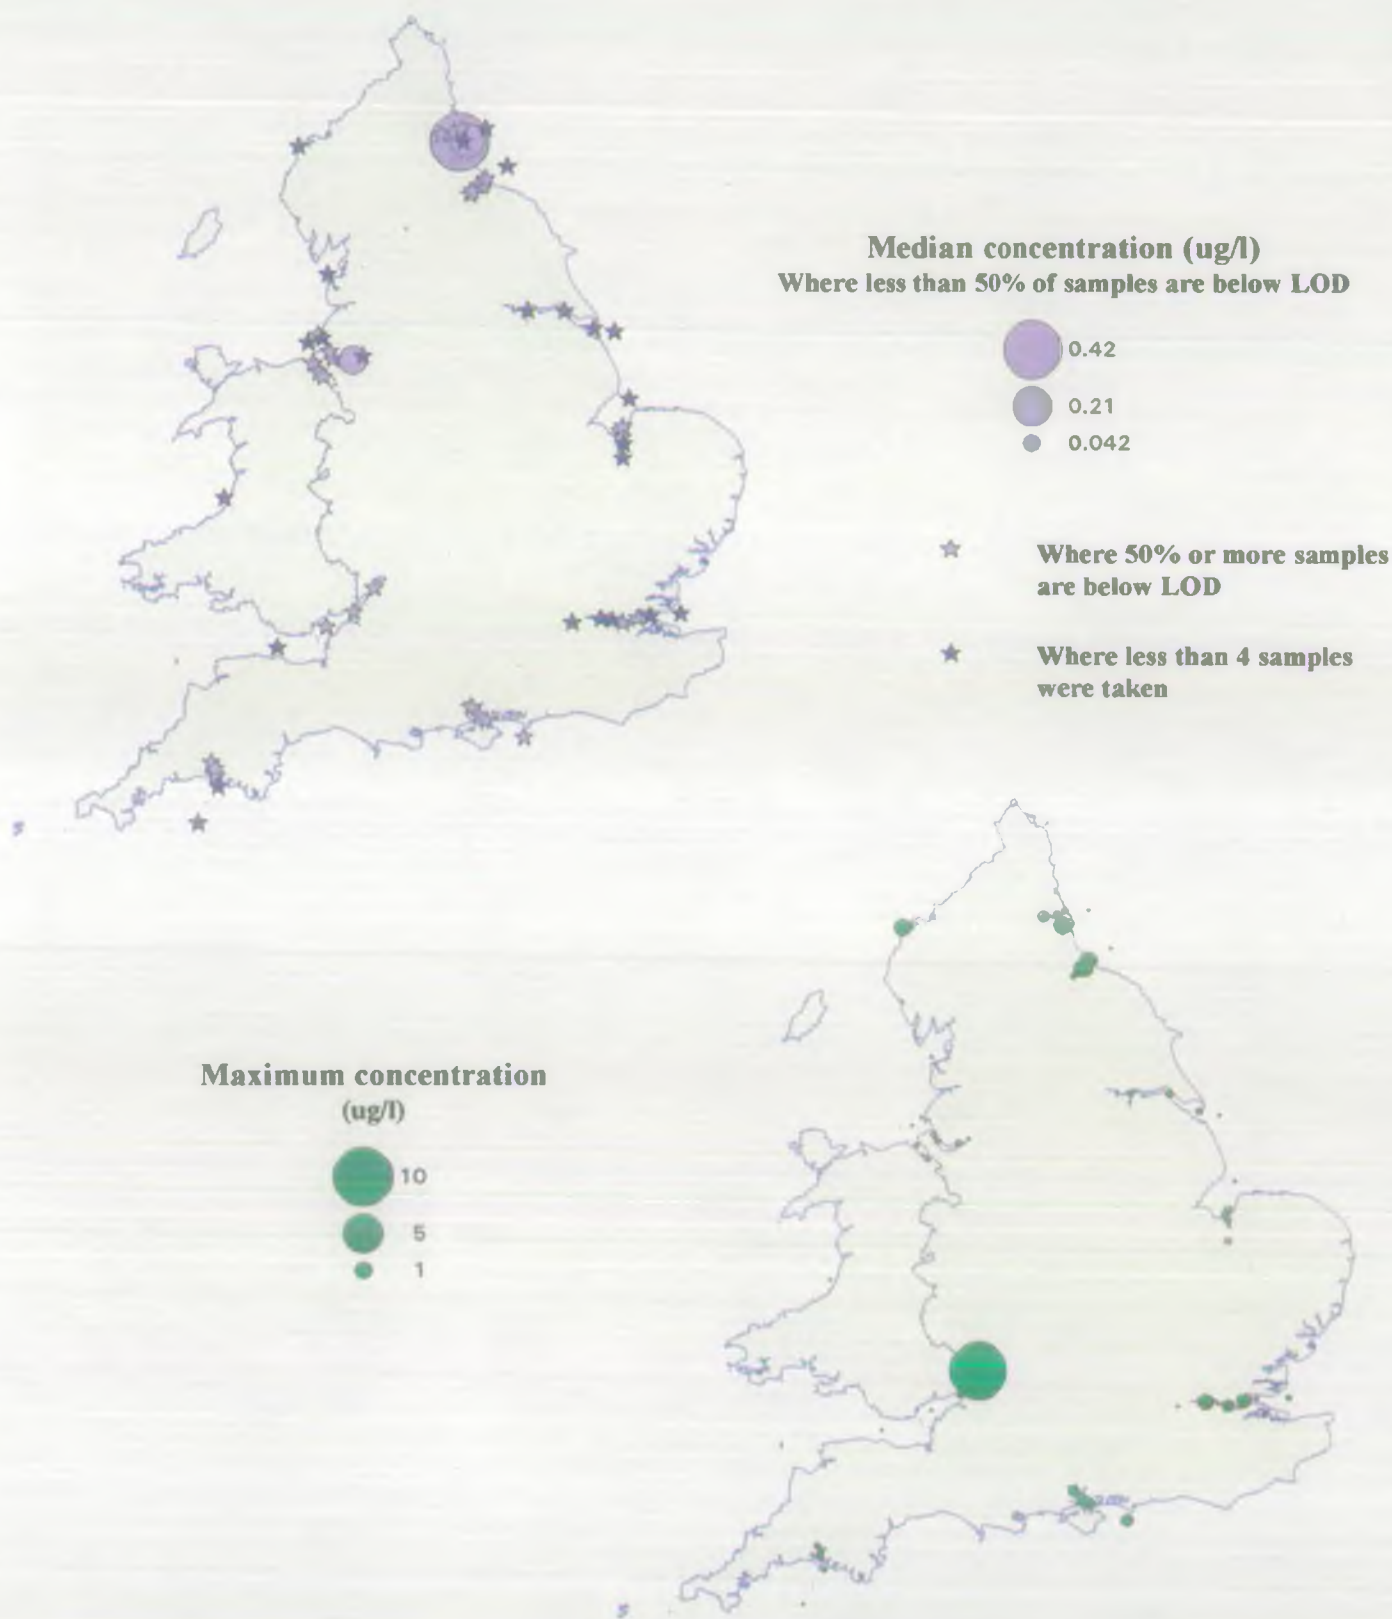 Median concentration (ug/l)
Where less than 50% of samples are below LOD
0.42
0.21
0.042
Where 50% or more samples
are below LOD
Where less than 4 samples
were taken
Maximum concentration
(ug/l)
10
5
1